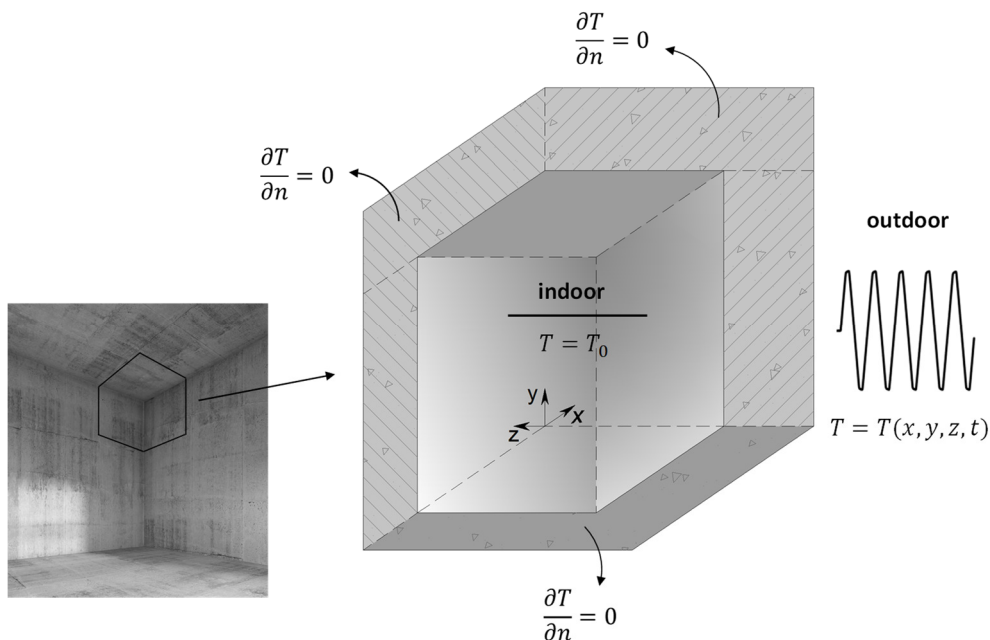 ∂T/∂n = 0
∂T/∂n = 0
outdoor
indoor
T = T₀
y
x
z
T = T(x, y, z, t)
∂T/∂n = 0